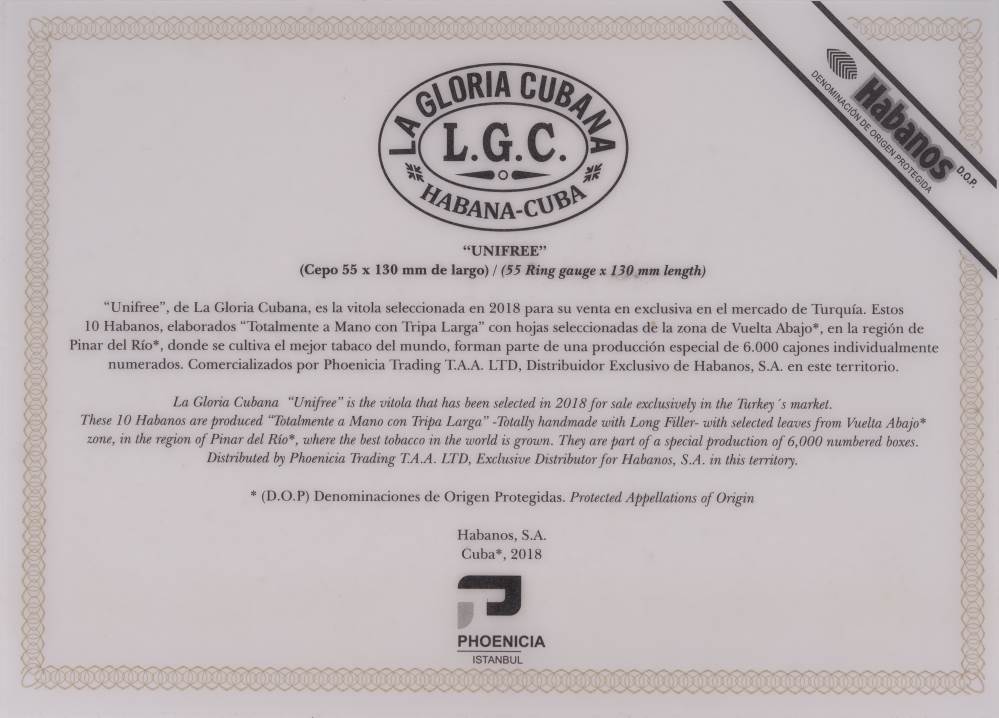 LA GLORIA CUBANA
L.G.C.
HABANA-CUBA
Habanos D.O.P.
DENOMINACIÓN DE ORIGEN PROTEGIDA
“UNIFREE”
(Cepo 55 x 130 mm de largo) / (55 Ring gauge x 130 mm length)
“Unifree”, de La Gloria Cubana, es la vitola seleccionada en 2018 para su venta en exclusiva en el mercado de Turquía. Estos
10 Habanos, elaborados “Totalmente a Mano con Tripa Larga” con hojas seleccionadas de la zona de Vuelta Abajo*, en la región de
Pinar del Río*, donde se cultiva el mejor tabaco del mundo, forman parte de una producción especial de 6.000 cajones individualmente
numerados. Comercializados por Phoenicia Trading T.A.A. LTD, Distribuidor Exclusivo de Habanos, S.A. en este territorio.
La Gloria Cubana “Unifree” is the vitola that has been selected in 2018 for sale exclusively in the Turkey´s market.
These 10 Habanos are produced “Totalmente a Mano con Tripa Larga” -Totally handmade with Long Filler- with selected leaves from Vuelta Abajo*
zone, in the region of Pinar del Río*, where the best tobacco in the world is grown. They are part of a special production of 6,000 numbered boxes.
Distributed by Phoenicia Trading T.A.A. LTD, Exclusive Distributor for Habanos, S.A. in this territory.
* (D.O.P) Denominaciones de Origen Protegidas. Protected Appellations of Origin
Habanos, S.A.
Cuba*, 2018
PHOENICIA
ISTANBUL